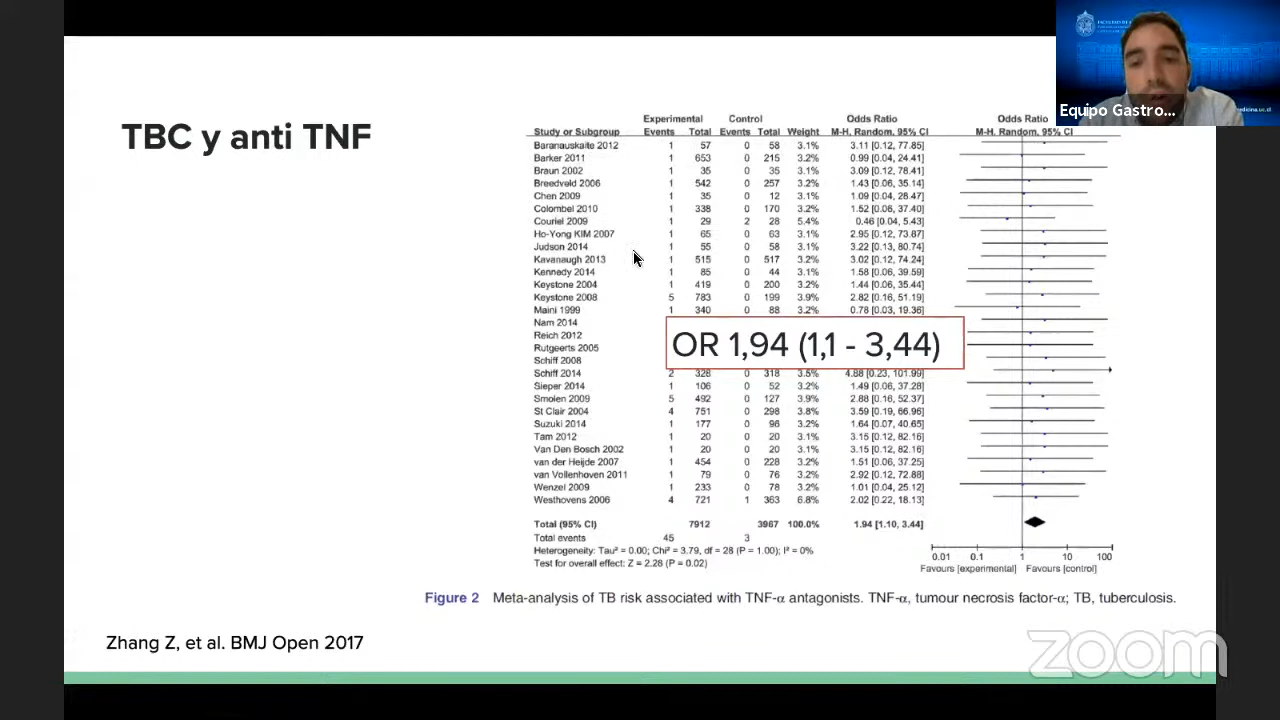 Equipo Gastro...
TBC y anti TNF
Experimental Control Odds Ratio Odds Ratio
Study or Subgroup Events Total Events Total Weight M-H. Random. 95% CI M-H. Random. 95% CI
Baranauskaite 2012 1 57 0 58 3.1% 3.11 [0.12, 77.85]
Barker 2011 1 653 0 215 3.2% 0.99 [0.04, 24.41]
Braun 2002 1 35 0 35 3.1% 3.09 [0.12, 78.41]
Breedveld 2006 1 542 0 257 3.2% 1.43 [0.06, 35.14]
Chen 2009 1 35 0 12 3.1% 1.09 [0.04, 28.47]
Colombel 2010 1 338 0 170 3.2% 1.52 [0.06, 37.40]
Couriel 2009 1 29 2 28 5.4% 0.46 [0.04, 5.43]
Ho-Yong KIM 2007 1 65 0 63 3.1% 2.95 [0.12, 73.87]
Judson 2014 1 55 0 58 3.1% 3.22 [0.13, 80.74]
Kavanaugh 2013 1 515 0 517 3.2% 3.02 [0.12, 74.24]
Kennedy 2014 1 85 0 44 3.1% 1.58 [0.06, 39.59]
Keystone 2004 1 419 0 200 3.2% 1.44 [0.06, 35.44]
Keystone 2008 5 783 0 199 3.9% 2.82 [0.16, 51.19]
Maini 1999 1 340 0 88 3.2% 0.78 [0.03, 19.36]
Nam 2014
Reich 2012
Rutgeerts 2005
Schiff 2008
OR 1,94 (1,1 - 3,44)
Schiff 2014 2 328 0 318 3.5% 4.88 [0.23, 101.99]
Sieper 2014 1 106 0 52 3.1% 1.49 [0.06, 37.28]
Smolen 2009 5 492 0 127 3.9% 2.88 [0.16, 52.37]
St Clair 2004 4 751 0 298 3.8% 3.59 [0.19, 66.96]
Suzuki 2014 1 177 0 96 3.2% 1.64 [0.07, 40.65]
Tam 2012 1 20 0 20 3.1% 3.15 [0.12, 82.16]
Van Den Bosch 2002 1 20 0 20 3.1% 3.15 [0.12, 82.16]
van der Heijde 2007 1 454 0 228 3.2% 1.51 [0.06, 37.25]
van Vollenhoven 2011 1 79 0 76 3.2% 2.92 [0.12, 72.88]
Wenzel 2009 1 233 0 78 3.2% 1.01 [0.04, 25.12]
Westhovens 2006 4 721 1 363 6.8% 2.02 [0.22, 18.13]
Total (95% CI) 7912 3967 100.0% 1.94 [1.10, 3.44]
Total events 45 3
Heterogeneity: Tau² = 0.00; Chi² = 3.79, df = 28 (P = 1.00); I² = 0%
Test for overall effect: Z = 2.28 (P = 0.02)
0.01 0.1 1 10 100
Favours [experimental] Favours [control]
Figure 2 Meta-analysis of TB risk associated with TNF-α antagonists. TNF-α, tumour necrosis factor-α; TB, tuberculosis.
Zhang Z, et al. BMJ Open 2017
zoom